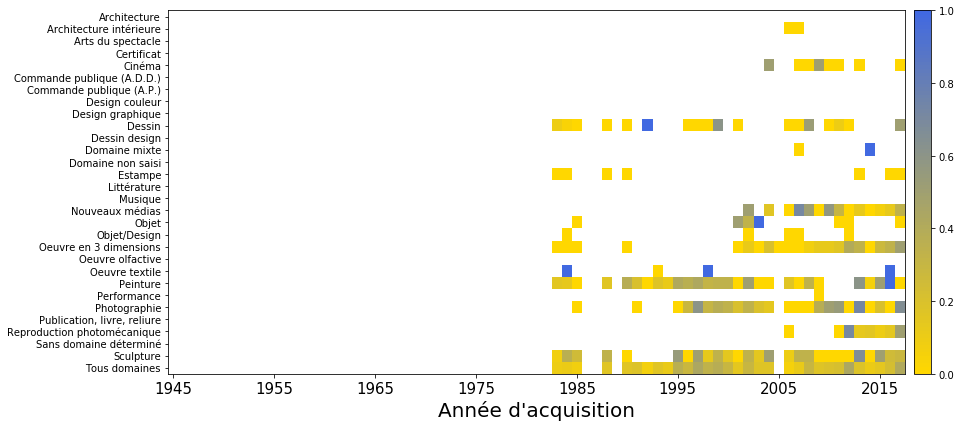 Architecture
Architecture intérieure
Arts du spectacle
Certificat
Cinéma
Commande publique (A.D.D.)
Commande publique (A.P.)
Design couleur
Design graphique
Dessin
Dessin design
Domaine mixte
Domaine non saisi
Estampe
Littérature
Musique
Nouveaux médias
Objet
Objet/Design
Oeuvre en 3 dimensions
Oeuvre olfactive
Oeuvre textile
Peinture
Performance
Photographie
Publication, livre, reliure
Reproduction photomécanique
Sans domaine déterminé
Sculpture
Tous domaines
1945 1955 1965 1975 1985 1995 2005 2015
Année d'acquisition
1.0
0.8
0.6
0.4
0.2
0.0